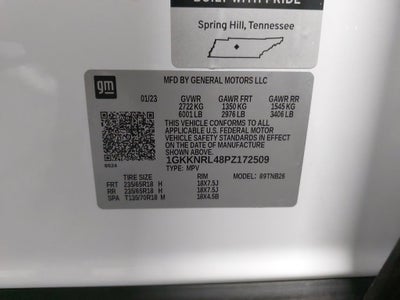 BUILT WITH PRIDE
Spring Hill, Tennessee
gm
MFD BY GENERAL MOTORS LLC
01/23 GVWR GAWR FRT GAWR RR
2722 KG 1350 KG 1545 KG
6001 LB 2976 LB 3406 LB
THIS VEHICLE CONFORMS TO ALL
APPLICABLE U.S. FEDERAL MOTOR
VEHICLE SAFETY STANDARDS IN EFFECT
ON THE DATE OF MANUFACTURE
SHOWN ABOVE.
1GKKNRL48PZ172509
TYPE: MPV
TIRE SIZE RIM 89TNB26
FRT 235/65R18 H 18X7.5J
RR 235/65R18 H 18X7.5J
SPA T135/70R18 M 18X4.5B